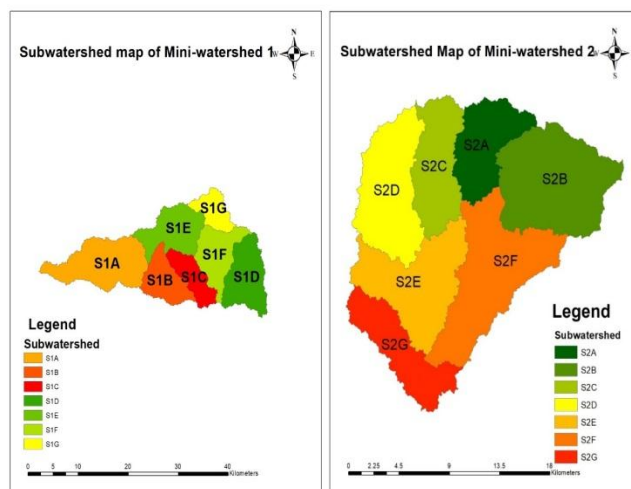 Subwatershed map of Mini-watershed 1
N
W E
S
S1G
S1E
S1F
S1A
S1C
S1D
S1B
Legend
Subwatershed
S1A
S1B
S1C
S1D
S1E
S1F
S1G
0 5 10 20 30 40
Kilometers
Subwatershed Map of Mini-watershed 2
N
W E
S
S2A
S2C
S2B
S2D
S2F
S2E
S2G
Legend
Subwatershed
S2A
S2B
S2C
S2D
S2E
S2F
S2G
0 2.25 4.5 9 13.5 18
Kilometers